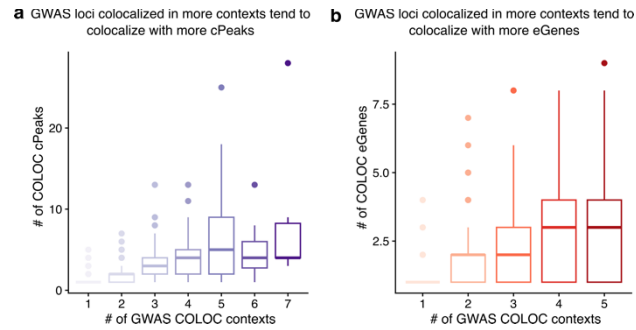 a GWAS loci colocalized in more contexts tend to
colocalize with more cPeaks
# of COLOC cPeaks
20
10
0
1 2 3 4 5 6 7
# of GWAS COLOC contexts
b GWAS loci colocalized in more contexts tend to
colocalize with more eGenes
# of COLOC eGenes
7.5
5.0
2.5
1 2 3 4 5
# of GWAS COLOC contexts